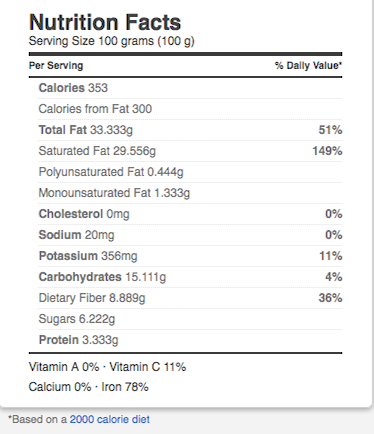 Nutrition Facts
Serving Size 100 grams (100 g)
Per Serving % Daily Value*
Calories 353
Calories from Fat 300
Total Fat 33.333g 51%
Saturated Fat 29.556g 149%
Polyunsaturated Fat 0.444g
Monounsaturated Fat 1.333g
Cholesterol 0mg 0%
Sodium 20mg 0%
Potassium 356mg 11%
Carbohydrates 15.111g 4%
Dietary Fiber 8.889g 36%
Sugars 6.222g
Protein 3.333g
Vitamin A 0% · Vitamin C 11%
Calcium 0% · Iron 78%
*Based on a 2000 calorie diet